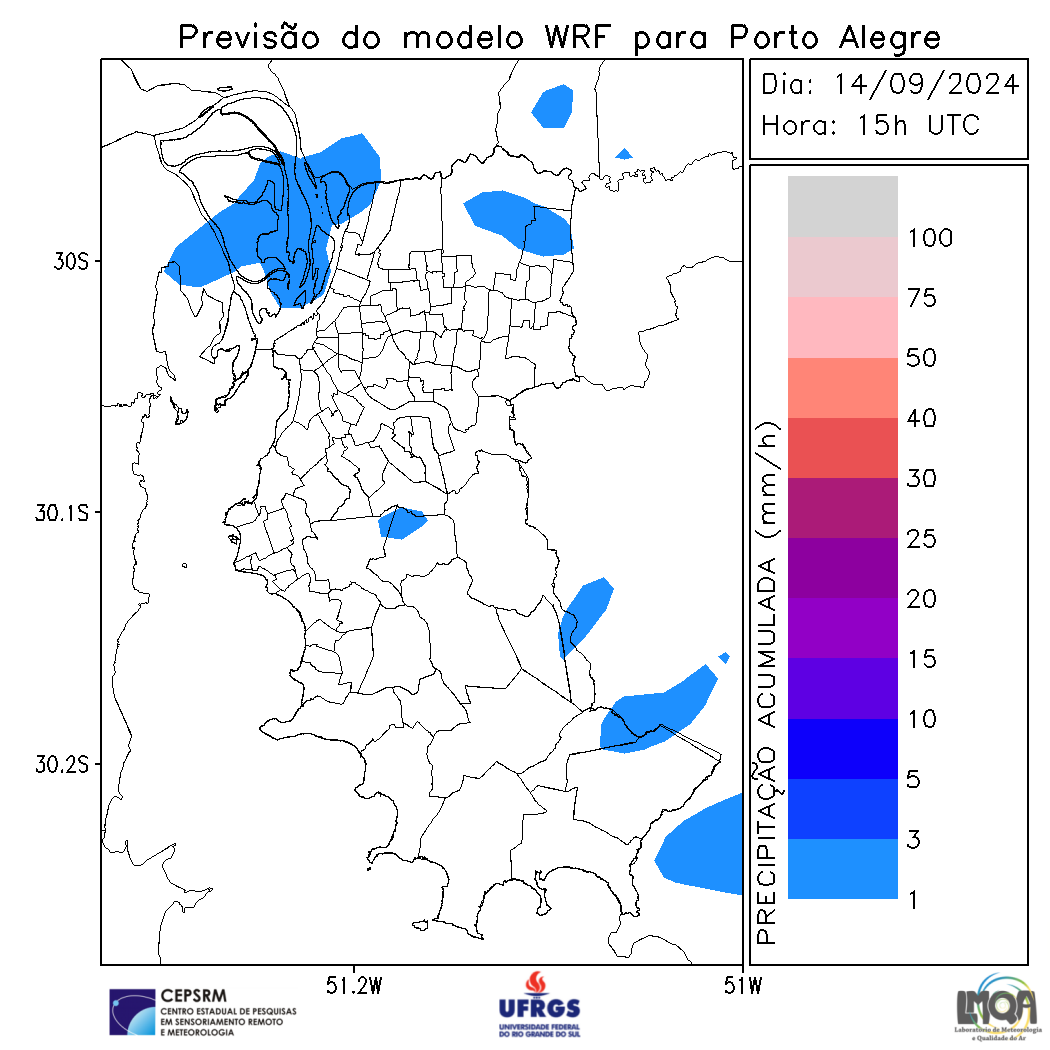 Previsão do modelo WRF para Porto Alegre
Dia: 14/09/2024
Hora: 15h UTC
30S
30.1S
30.2S
51.2W
51W
PRECIPITAÇÃO ACUMULADA (mm/h)
100
75
50
40
30
25
20
15
10
5
3
1
CEPSRM
CENTRO ESTADUAL DE PESQUISAS
EM SENSORIAMENTO REMOTO
E METEOROLOGIA
UFRGS
UNIVERSIDADE FEDERAL
DO RIO GRANDE DO SUL
LMQA
Laboratório de Meteorologia
e Qualidade do Ar